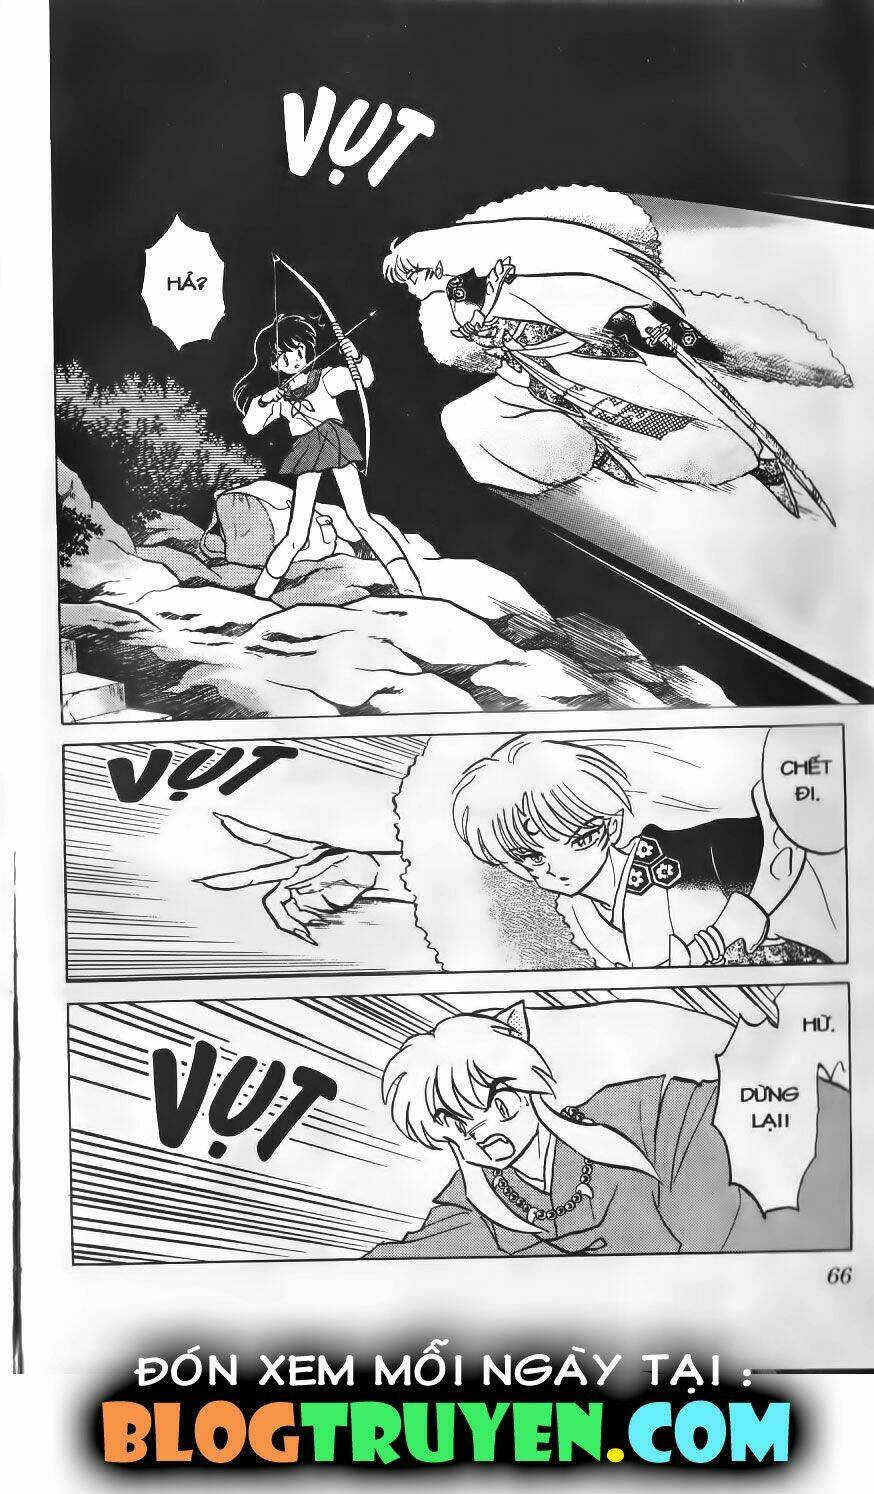 VỤT
HẢ?
VỤT
CHẾT
ĐI.
HỪ.
DỪNG
LẠI!
VỤT
66
ĐÓN XEM MỖI NGÀY TẠI :
BLOGTRUYEN.COM